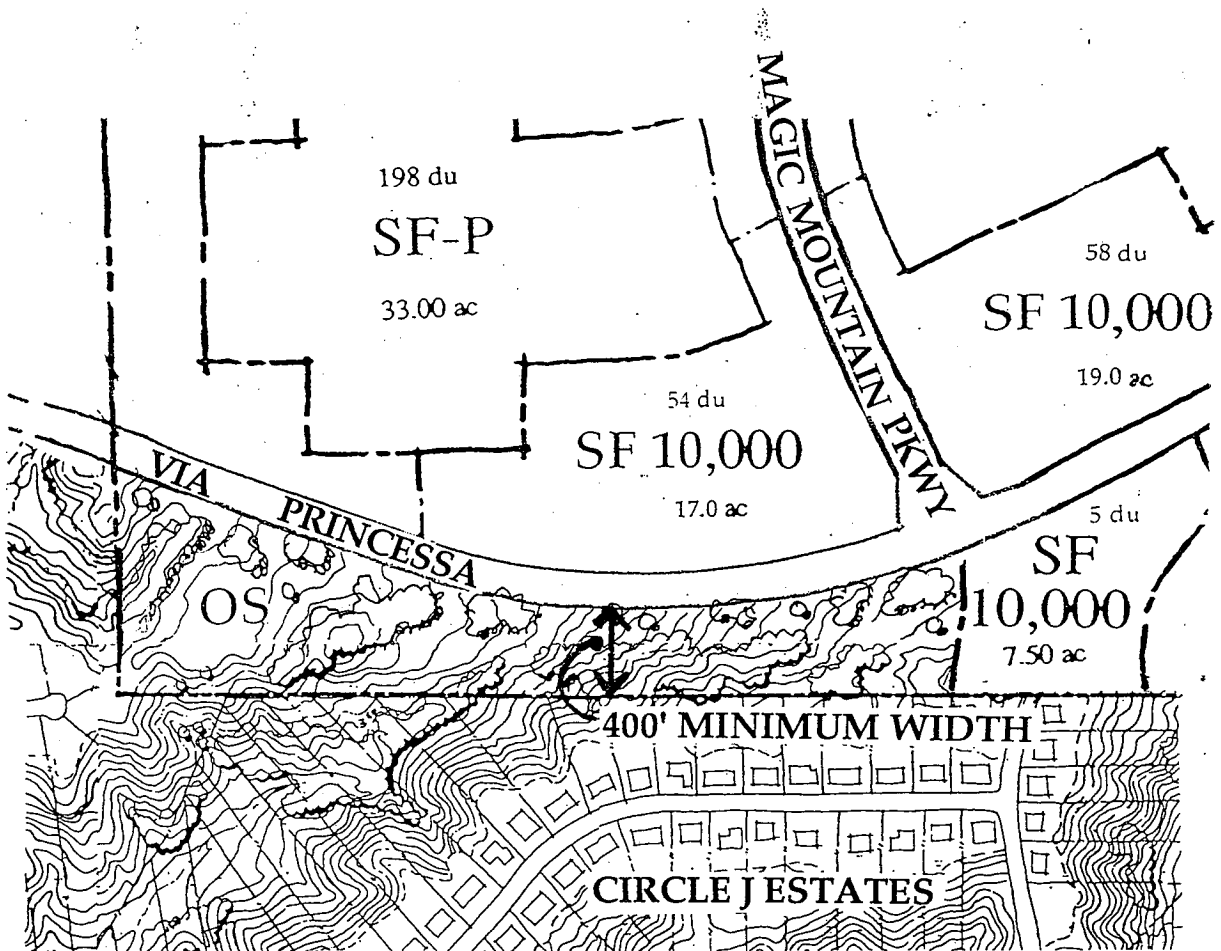 MAGIC MOUNTAIN PKWY
198 du
SF-P
33.00 ac
58 du
SF 10,000
19.0 ac
54 du
SF 10,000
17.0 ac
VIA PRINCESSA
5 du
SF
10,000
7.50 ac
OS
400' MINIMUM WIDTH
CIRCLE J ESTATES